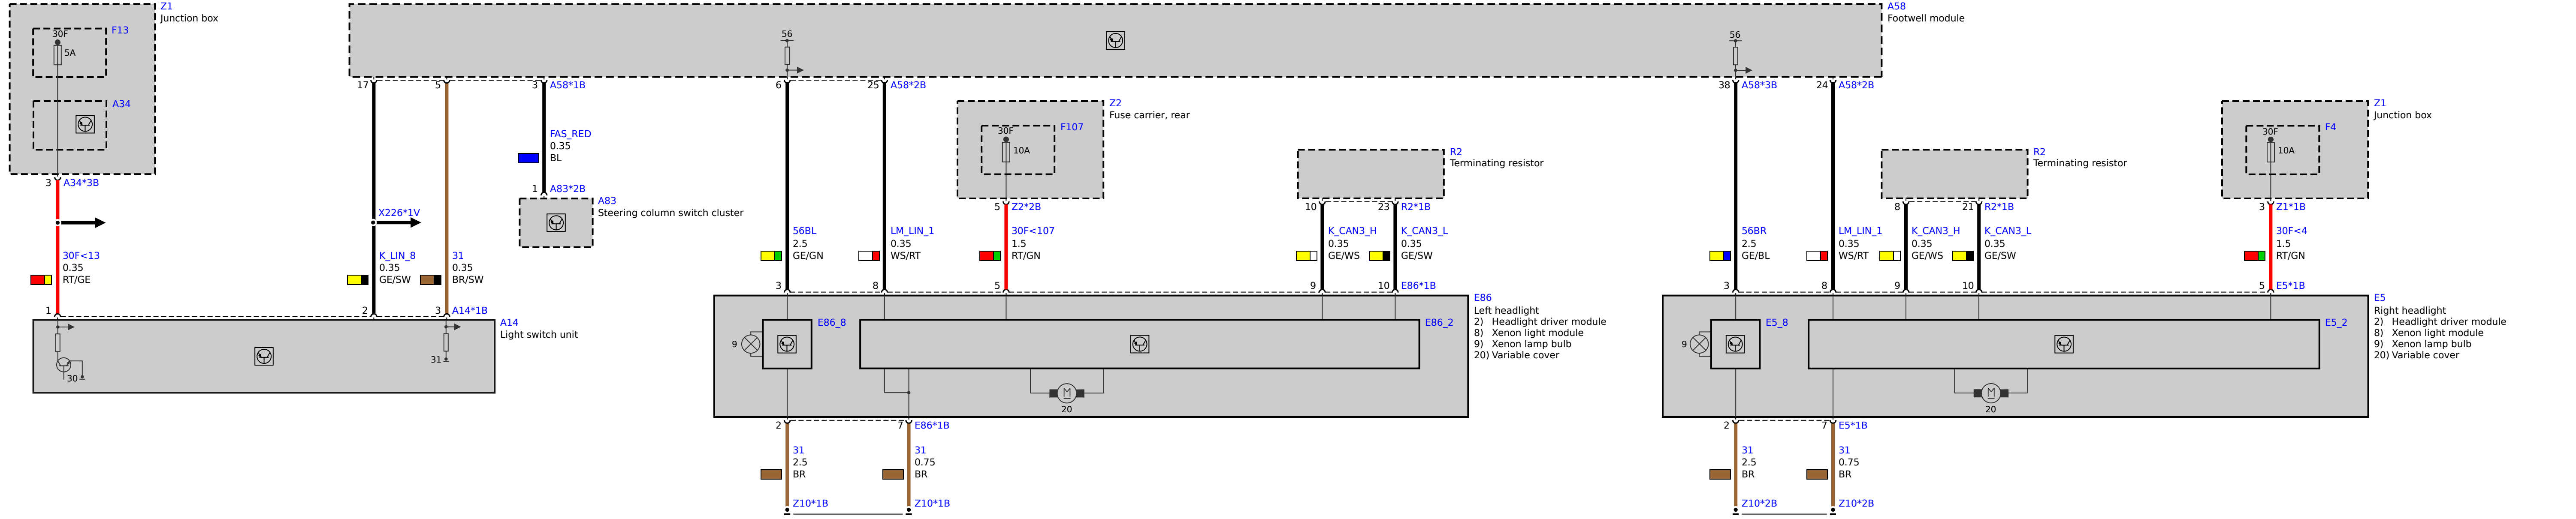 Z1
Junction box
F13
30F
5A
A34
3
A34*3B
30F<13
0.35
RT/GE
1
A58
Footwell module
56
56
17
5
3
A58*1B
FAS_RED
0.35
BL
1
A83*2B
A83
Steering column switch cluster
X226*1V
K_LIN_8
0.35
GE/SW
31
0.35
BR/SW
2
3
A14*1B
A14
Light switch unit
30
31
6
25
A58*2B
56BL
2.5
GE/GN
LM_LIN_1
0.35
WS/RT
Z2
Fuse carrier, rear
F107
30F
10A
5
Z2*2B
30F<107
1.5
RT/GN
R2
Terminating resistor
10
23
R2*1B
K_CAN3_H
0.35
GE/WS
K_CAN3_L
0.35
GE/SW
3
8
5
9
10
E86*1B
E86
Left headlight
2) Headlight driver module
8) Xenon light module
9) Xenon lamp bulb
20) Variable cover
E86_8
E86_2
9
M
20
2
7
E86*1B
31
2.5
BR
31
0.75
BR
Z10*1B
Z10*1B
38
A58*3B
24
A58*2B
56BR
2.5
GE/BL
LM_LIN_1
0.35
WS/RT
R2
Terminating resistor
8
21
R2*1B
K_CAN3_H
0.35
GE/WS
K_CAN3_L
0.35
GE/SW
Z1
Junction box
F4
30F
10A
3
Z1*1B
30F<4
1.5
RT/GN
3
8
9
10
5
E5*1B
E5
Right headlight
2) Headlight driver module
8) Xenon light module
9) Xenon lamp bulb
20) Variable cover
E5_8
E5_2
9
M
20
2
7
E5*1B
31
2.5
BR
31
0.75
BR
Z10*2B
Z10*2B